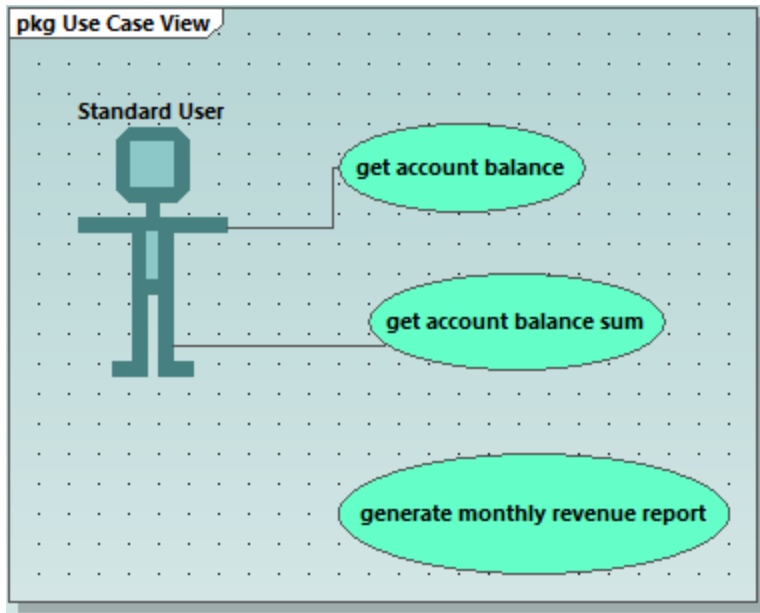 pkg Use Case View
Standard User
get account balance
get account balance sum
generate monthly revenue report